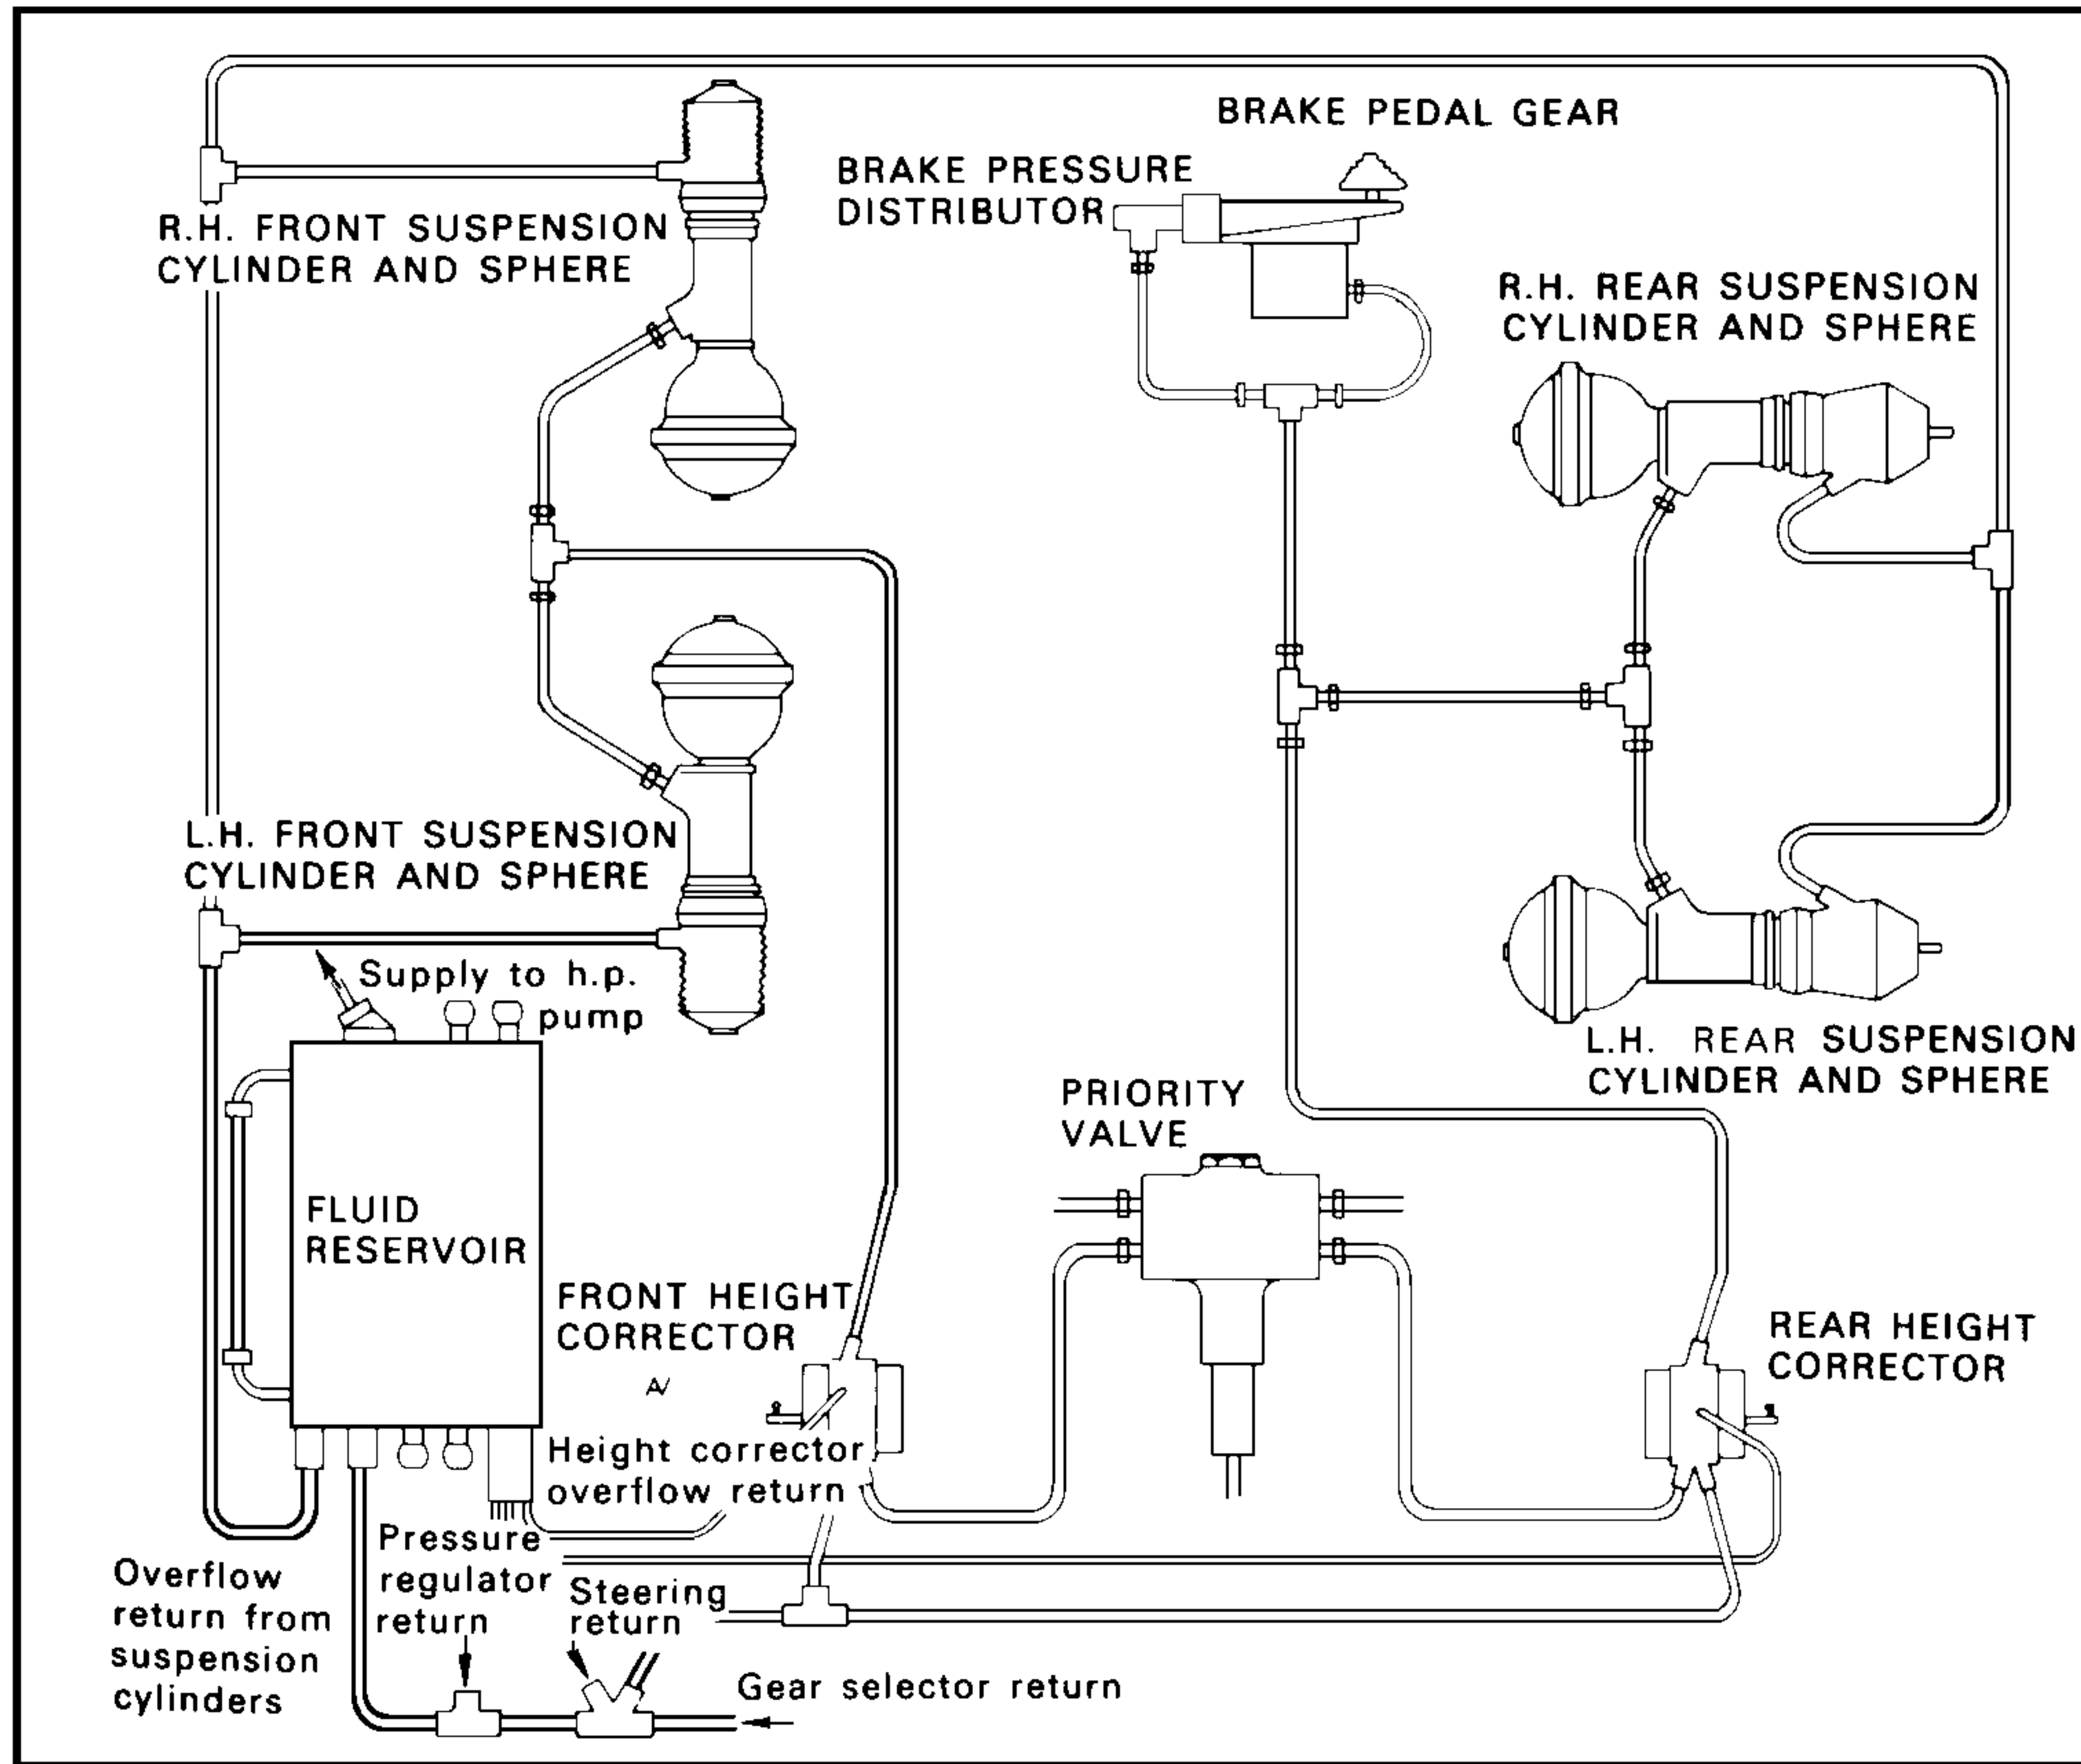 BRAKE PEDAL GEAR
BRAKE PRESSURE
DISTRIBUTOR
R.H. FRONT SUSPENSION
CYLINDER AND SPHERE
R.H. REAR SUSPENSION
CYLINDER AND SPHERE
L.H. FRONT SUSPENSION
CYLINDER AND SPHERE
Supply to h.p.
pump
L.H. REAR SUSPENSION
CYLINDER AND SPHERE
PRIORITY
VALVE
FLUID
RESERVOIR
FRONT HEIGHT
CORRECTOR
REAR HEIGHT
CORRECTOR
Height corrector
overflow return
Pressure
regulator
return
Steering
return
Overflow
return from
suspension
cylinders
Gear selector return